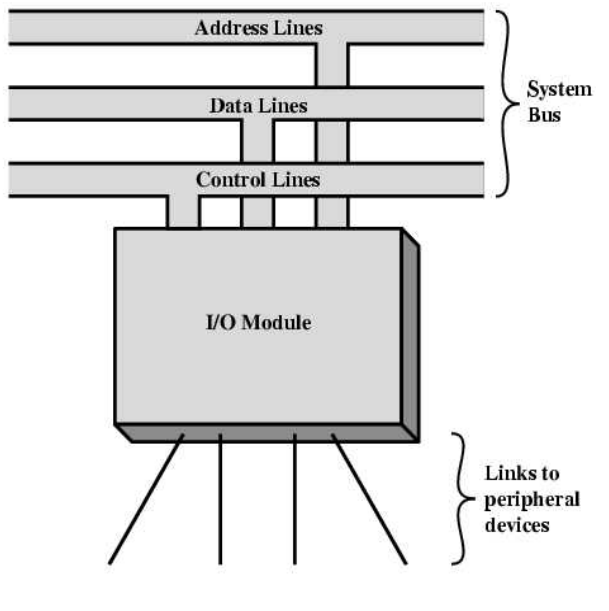 Address Lines
Data Lines
Control Lines
System
Bus
I/O Module
Links to
peripheral
devices